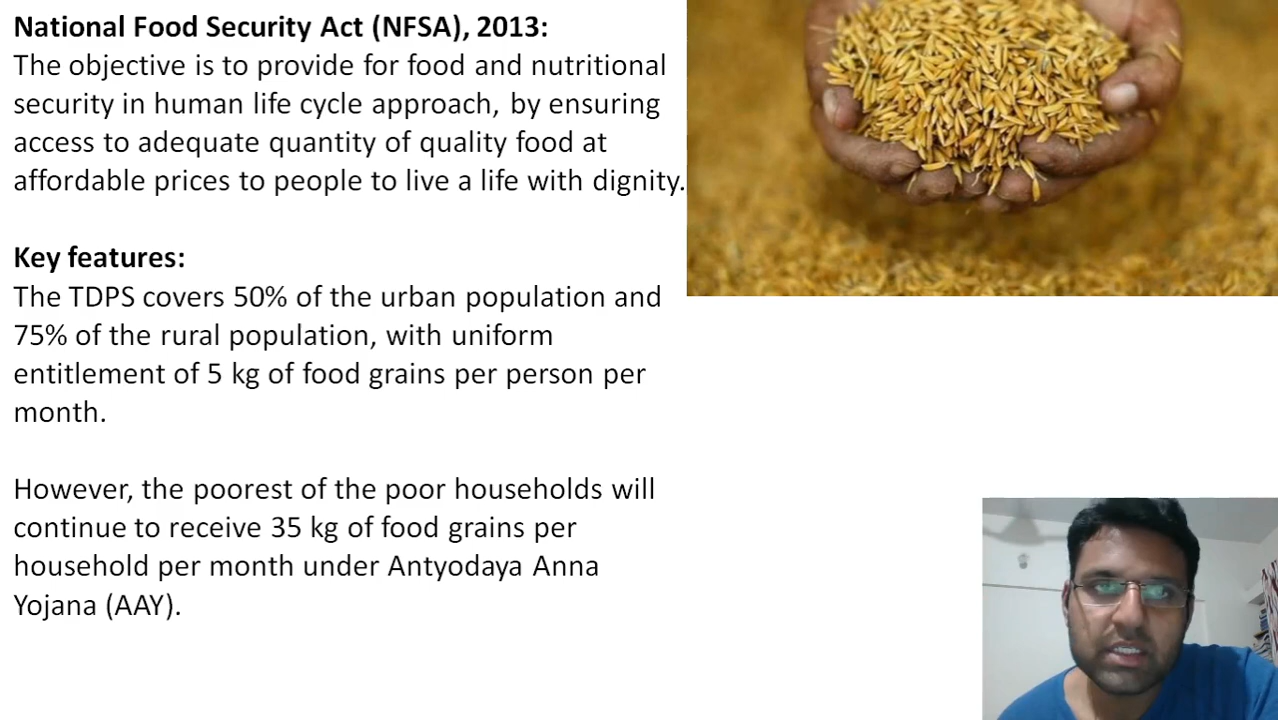 National Food Security Act (NFSA), 2013:
The objective is to provide for food and nutritional
security in human life cycle approach, by ensuring
access to adequate quantity of quality food at
affordable prices to people to live a life with dignity.
Key features:
The TDPS covers 50% of the urban population and
75% of the rural population, with uniform
entitlement of 5 kg of food grains per person per
month.
However, the poorest of the poor households will
continue to receive 35 kg of food grains per
household per month under Antyodaya Anna
Yojana (AAY).